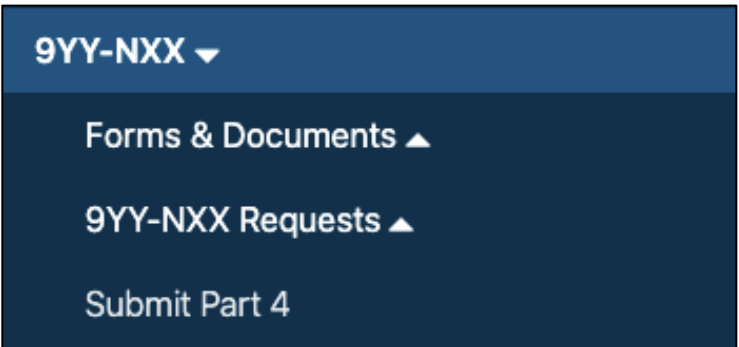 9YY-NXX
Forms & Documents
9YY-NXX Requests
Submit Part 4